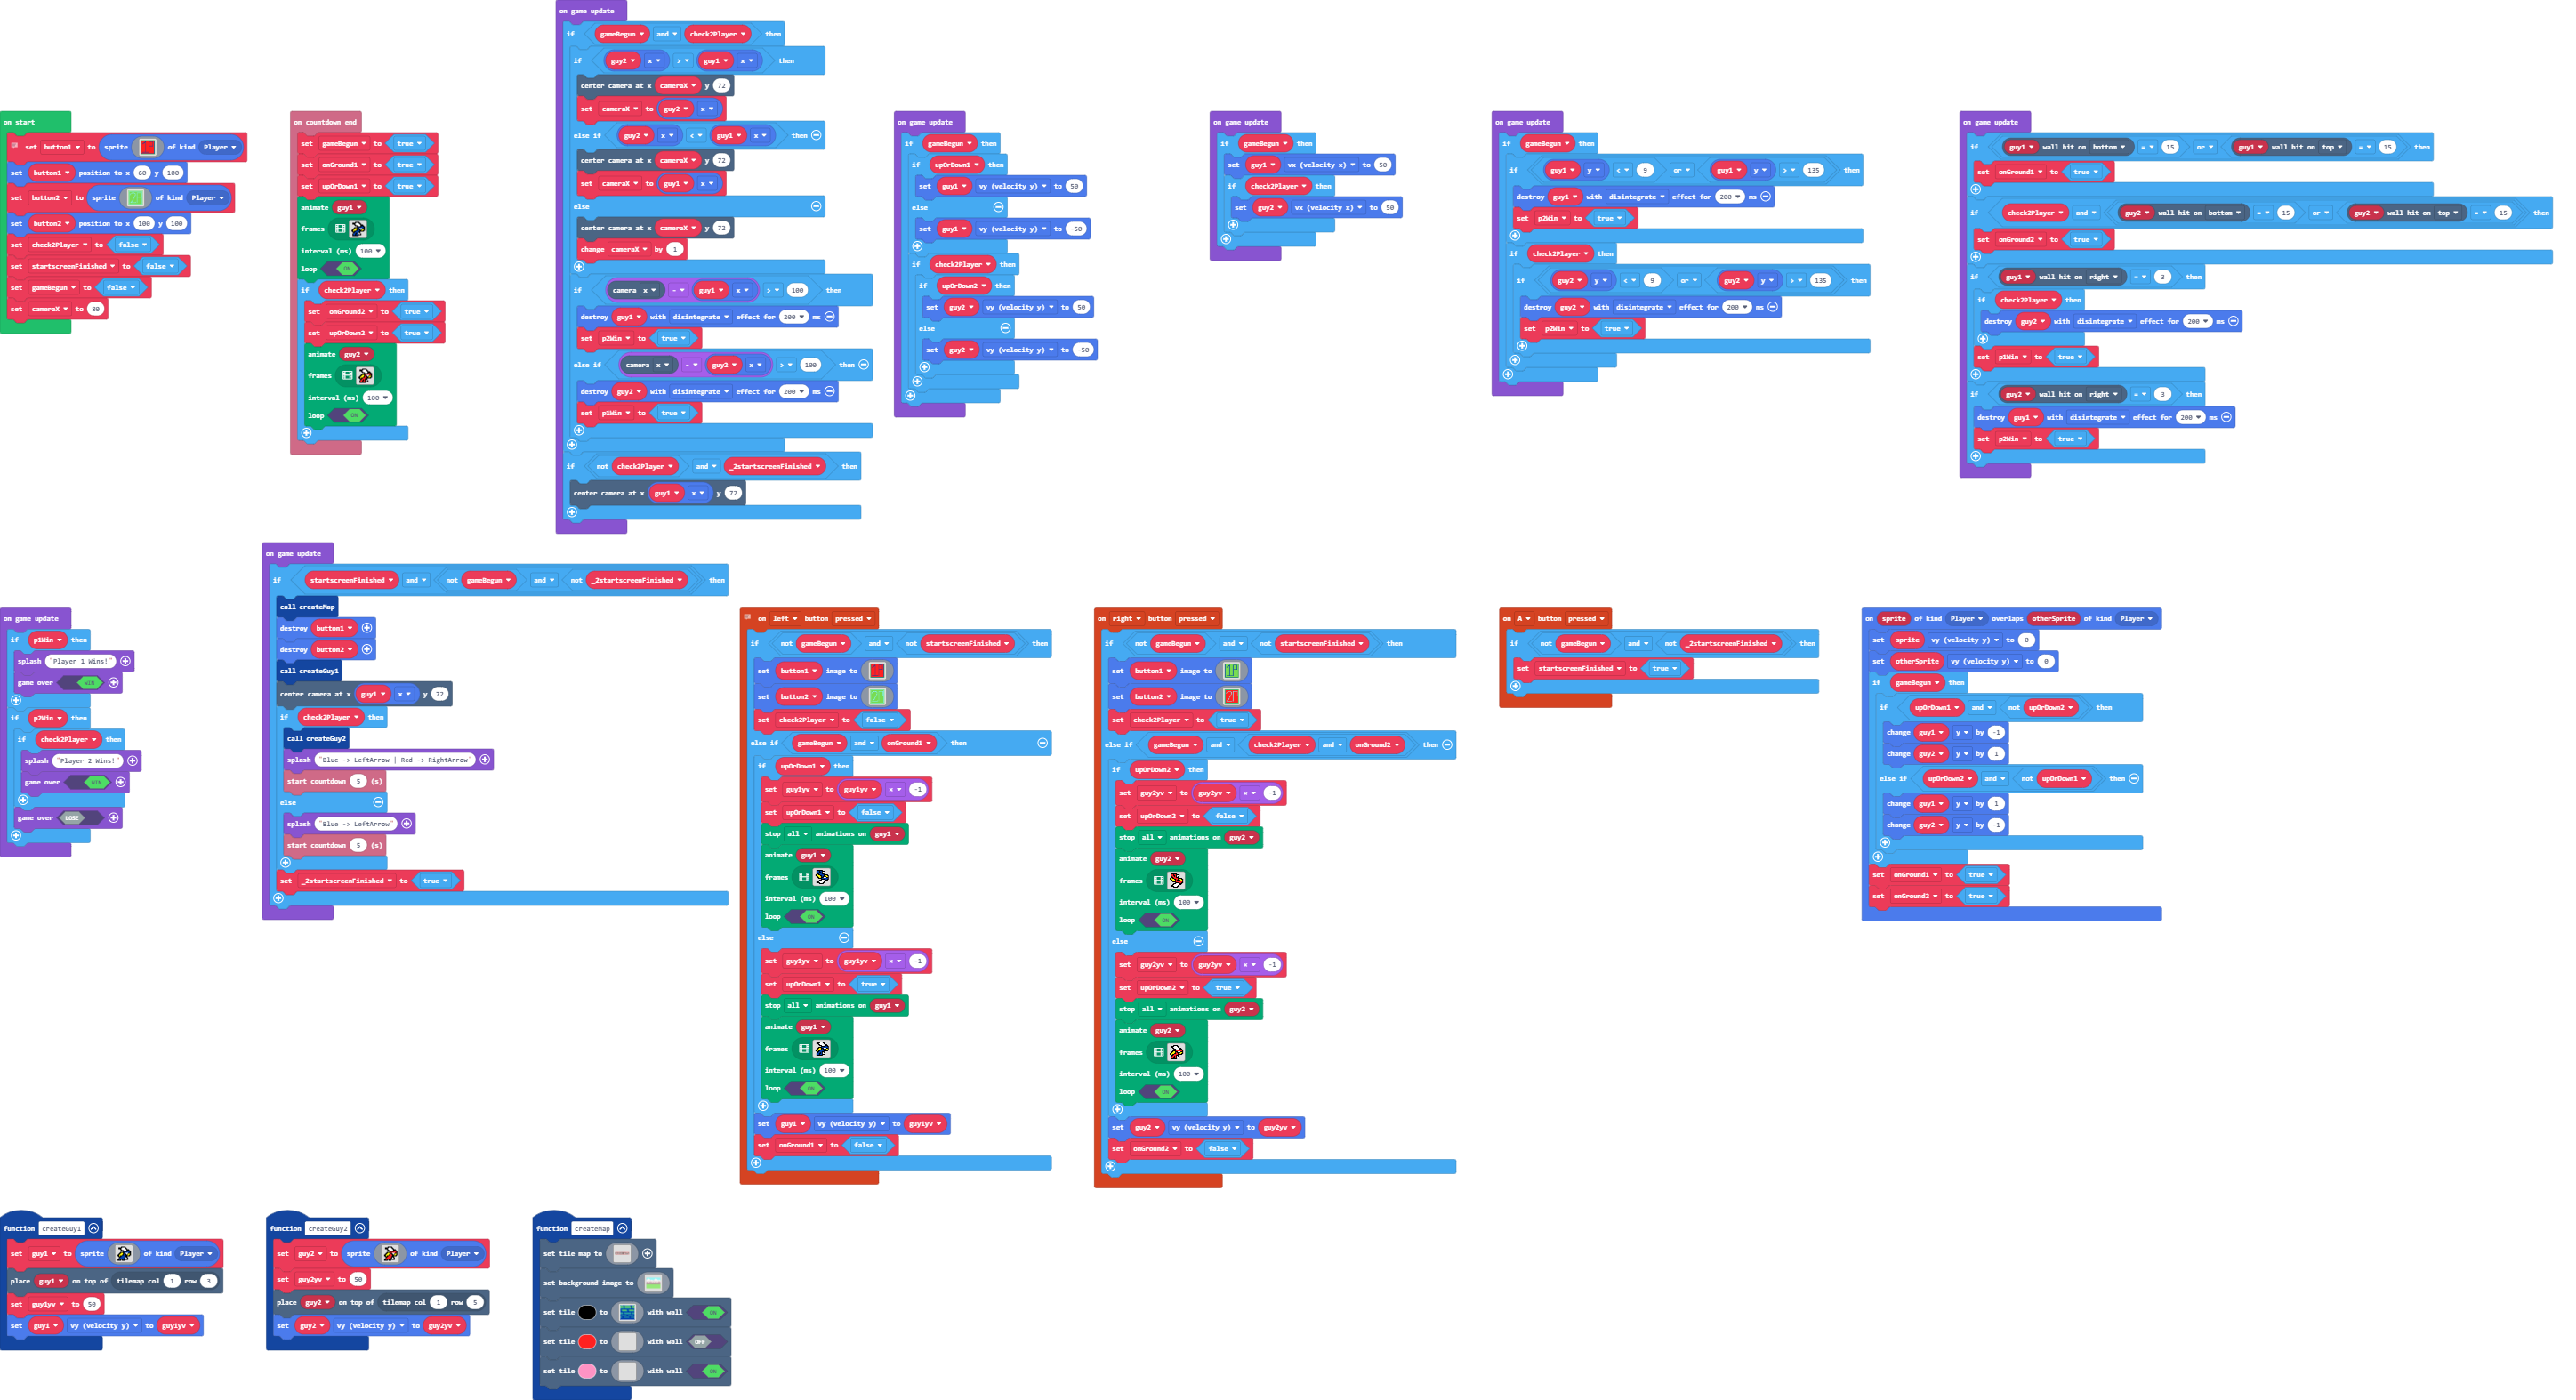 on start
set button1 to sprite of kind Player
set button1 position to x 60 y 100
set button2 to sprite of kind Player
set button2 position to x 100 y 100
set check2Player to false
set startscreenFinished to false
set gameBegun to false
set cameraX to 80
on countdown end
set gameBegun to true
set onGround1 to true
set upOrDown1 to true
animate guy1
frames
interval (ms) 100
loop ON
if check2Player then
set onGround2 to true
set upOrDown2 to true
animate guy2
frames
interval (ms) 100
loop ON
on game update
if gameBegun and check2Player then
if guy2 x > guy1 x then
center camera at x cameraX y 72
set cameraX to guy2 x
else if guy2 x < guy1 x then
center camera at x cameraX y 72
set cameraX to guy1 x
else
center camera at x cameraX y 72
change cameraX by 1
if camera x - guy1 x > 100 then
destroy guy1 with disintegrate effect for 200 ms
set p2Win to true
else if camera x - guy2 x > 100 then
destroy guy2 with disintegrate effect for 200 ms
set p1Win to true
if not check2Player and _2startscreenFinished then
center camera at x guy1 x y 72
on game update
if gameBegun then
if upOrDown1 then
set guy1 vy (velocity y) to 50
else
set guy1 vy (velocity y) to -50
if check2Player then
if upOrDown2 then
set guy2 vy (velocity y) to 50
else
set guy2 vy (velocity y) to -50
on game update
if gameBegun then
set guy1 vx (velocity x) to 50
if check2Player then
set guy2 vx (velocity x) to 50
on game update
if gameBegun then
if guy1 y < 9 or guy1 y > 135 then
destroy guy1 with disintegrate effect for 200 ms
set p2Win to true
if check2Player then
if guy2 y < 9 or guy2 y > 135 then
destroy guy2 with disintegrate effect for 200 ms
set p2Win to true
on game update
if guy1 wall hit on bottom = 15 or guy1 wall hit on top = 15 then
set onGround1 to true
if check2Player and guy2 wall hit on bottom = 15 or guy2 wall hit on top = 15 then
set onGround2 to true
if guy1 wall hit on right = 3 then
if check2Player then
destroy guy2 with disintegrate effect for 200 ms
set p1Win to true
if guy2 wall hit on right = 3 then
destroy guy1 with disintegrate effect for 200 ms
set p2Win to true
on game update
if p1Win then
splash "Player 1 Wins!"
game over WIN
if p2Win then
if check2Player then
splash "Player 2 Wins!"
game over WIN
game over LOSE
on game update
if startscreenFinished and not gameBegun and not _2startscreenFinished then
call createMap
destroy button1
destroy button2
call createGuy1
center camera at x guy1 x y 72
if check2Player then
call createGuy2
splash "Blue -> LeftArrow | Red -> RightArrow"
start countdown 5 (s)
else
splash "Blue -> LeftArrow"
start countdown 5 (s)
set _2startscreenFinished to true
on left button pressed
if not gameBegun and not startscreenFinished then
set button1 image to
set button2 image to
set check2Player to false
else if gameBegun and onGround1 then
if upOrDown1 then
set guy1yv to guy1yv x -1
set upOrDown1 to false
stop all animations on guy1
animate guy1
frames
interval (ms) 100
loop ON
else
set guy1yv to guy1yv x -1
set upOrDown1 to true
stop all animations on guy1
animate guy1
frames
interval (ms) 100
loop ON
set guy1 vy (velocity y) to guy1yv
set onGround1 to false
on right button pressed
if not gameBegun and not startscreenFinished then
set button1 image to 1P
set button2 image to 2P
set check2Player to true
else if gameBegun and check2Player and onGround2 then
if upOrDown2 then
set guy2yv to guy2yv x -1
set upOrDown2 to false
stop all animations on guy2
animate guy2
frames
interval (ms) 100
loop ON
else
set guy2yv to guy2yv x -1
set upOrDown2 to true
stop all animations on guy2
animate guy2
frames
interval (ms) 100
loop ON
set guy2 vy (velocity y) to guy2yv
set onGround2 to false
on A button pressed
if not gameBegun and not _2startscreenFinished then
set startscreenFinished to true
on sprite of kind Player overlaps otherSprite of kind Player
set sprite vy (velocity y) to 0
set otherSprite vy (velocity y) to 0
if gameBegun then
if upOrDown1 and not upOrDown2 then
change guy1 y by -1
change guy2 y by 1
else if upOrDown2 and not upOrDown1 then
change guy1 y by 1
change guy2 y by -1
set onGround1 to true
set onGround2 to true
function createGuy1
set guy1 to sprite of kind Player
place guy1 on top of tilemap col 1 row 3
set guy1yv to 50
set guy1 vy (velocity y) to guy1yv
function createGuy2
set guy2 to sprite of kind Player
set guy2yv to 50
place guy2 on top of tilemap col 1 row 5
set guy2 vy (velocity y) to guy2yv
function createMap
set tile map to
set background image to
set tile to with wall ON
set tile to with wall OFF
set tile to with wall ON